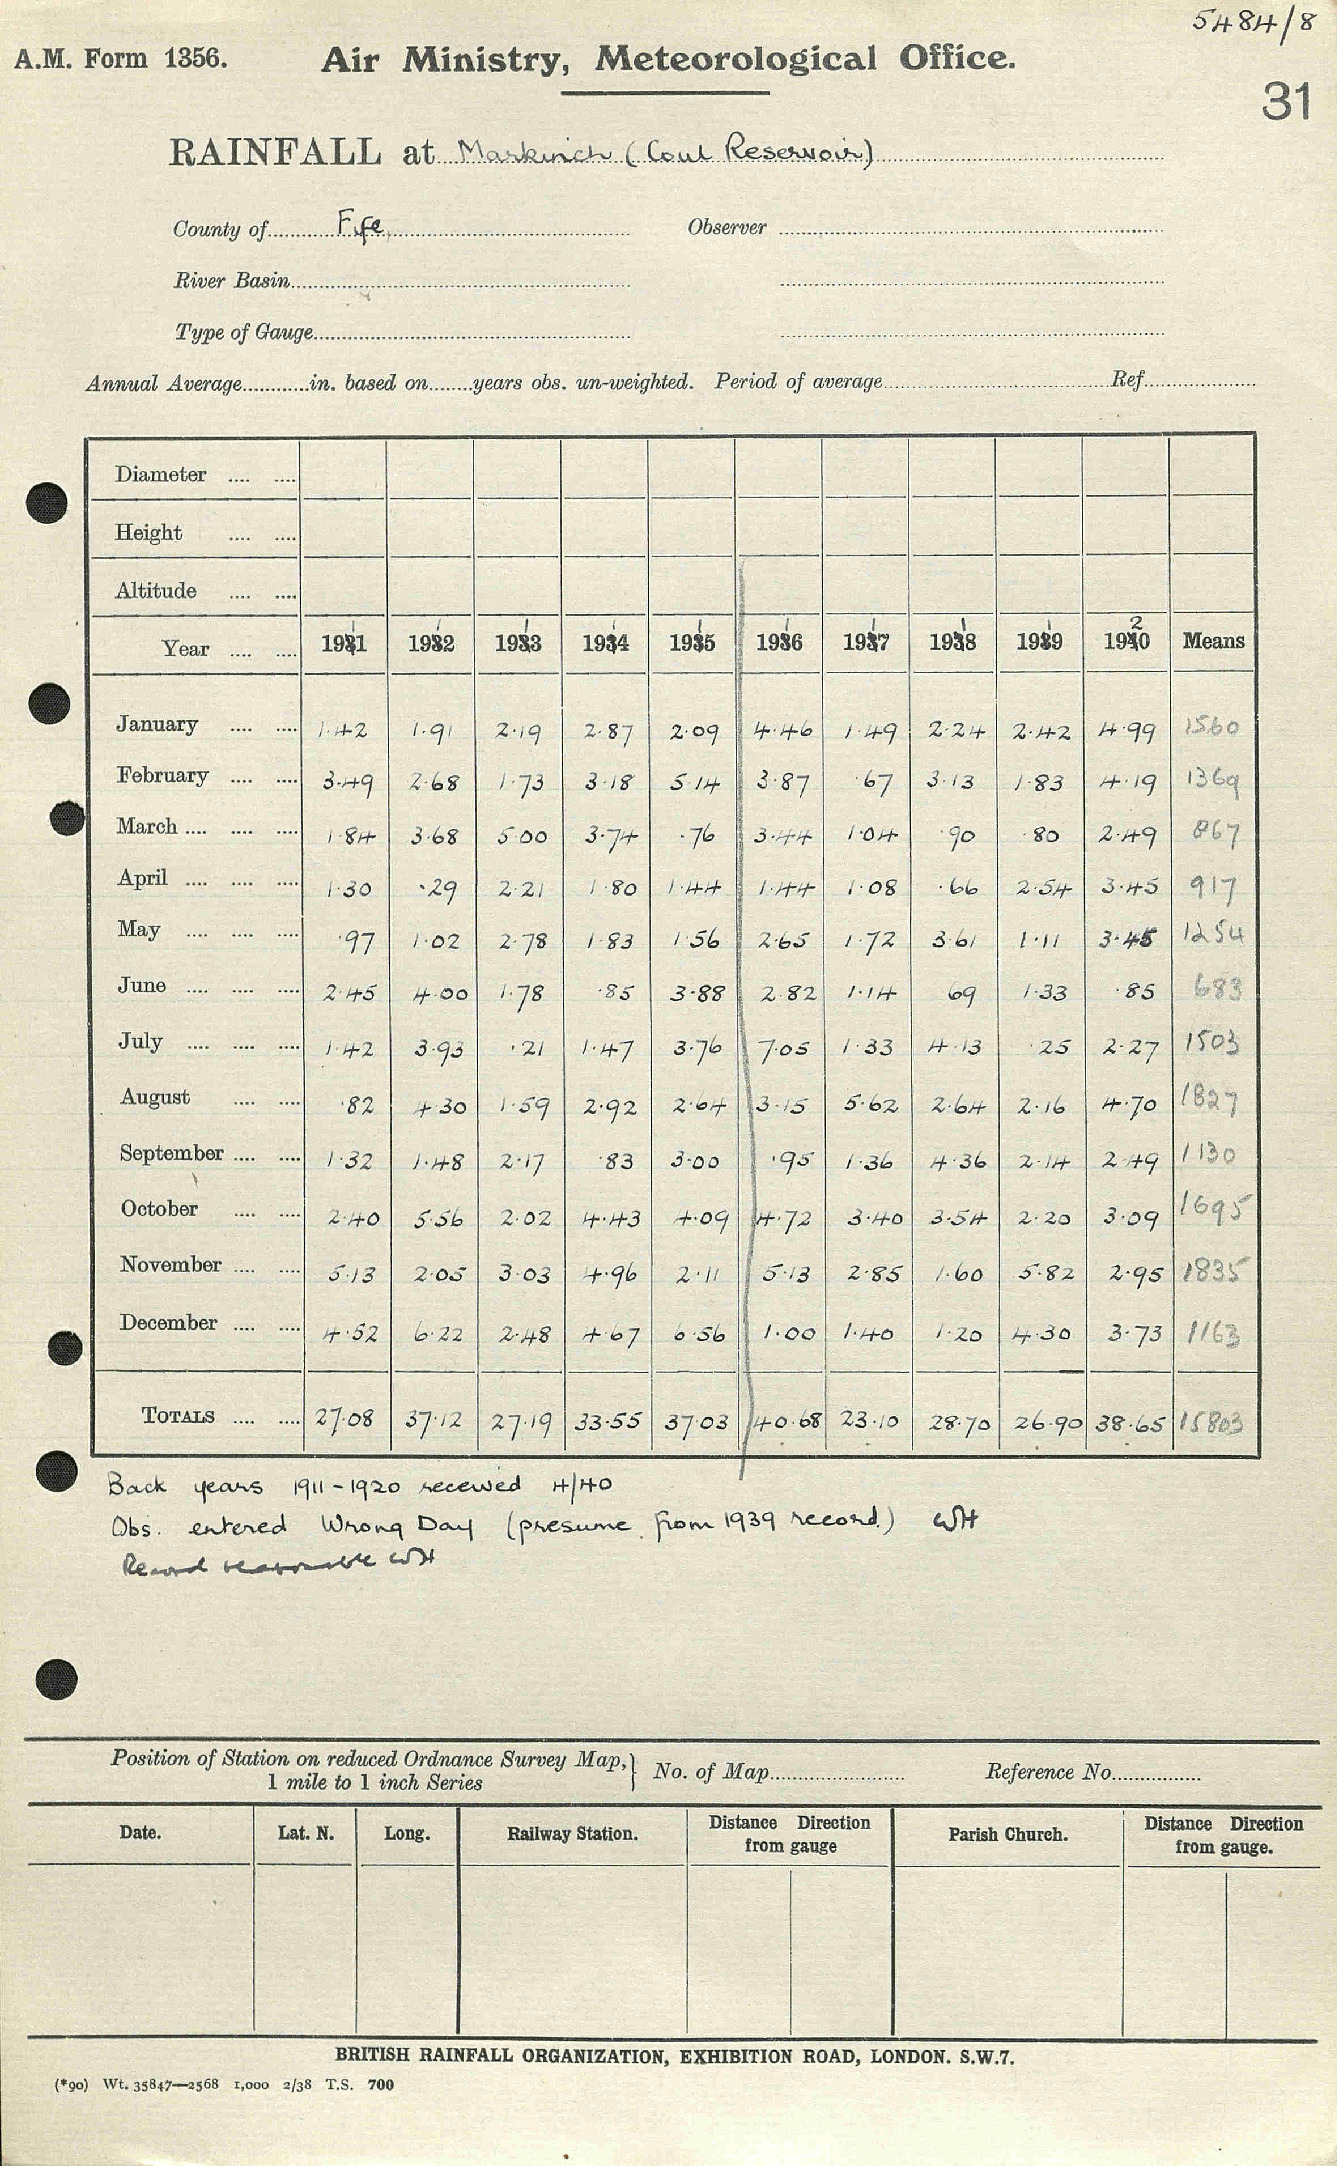 5484/8
A.M. Form 1356. Air Ministry, Meteorological Office.
31
RAINFALL at Markinch (Coul Reservoir)
County of Fife Observer
River Basin
Type of Gauge
Annual Average in. based on years obs. un-weighted. Period of average Ref.
Diameter
Height
Altitude
Year 1911 1912 1913 1914 1915 1916 1917 1918 1919 1920 Means
January 1.42 1.91 2.19 2.87 2.09 4.46 1.49 2.24 2.42 4.99 1560
February 3.49 2.68 1.73 3.18 5.14 3.87 .67 3.13 1.83 4.19 1369
March 1.84 3.68 5.00 3.74 .76 3.44 1.04 .90 .80 2.49 867
April 1.30 .29 2.21 1.80 1.44 1.44 1.08 .66 2.54 3.45 917
May .97 1.02 2.78 1.83 1.56 2.65 1.72 3.61 1.11 3.45 1254
June 2.45 4.00 1.78 .85 3.88 2.82 1.14 69 1.33 .85 683
July 1.42 3.93 .21 1.47 3.76 7.05 1.33 4.13 .25 2.27 1503
August .82 4.30 1.59 2.92 2.64 3.15 5.62 2.64 2.16 4.70 1827
September 1.32 1.48 2.17 .83 3.00 .95 1.36 4.36 2.14 2.49 1130
October 2.40 5.56 2.02 4.43 4.09 4.72 3.40 3.54 2.20 3.09 1695
November 5.13 2.05 3.03 4.96 2.11 5.13 2.85 1.60 5.82 2.95 1835
December 4.52 6.22 2.48 4.67 6.56 1.00 1.40 1.20 4.30 3.73 1163
TOTALS 27.08 37.12 27.19 33.55 37.03 40.68 23.10 28.70 26.90 38.65 15803
Back years 1911-1920 received 4/40
Obs. entered Wrong Day (presume from 1939 record.) WH
Record reasonable WH
Position of Station on reduced Ordnance Survey Map, } No. of Map Reference No.
1 mile to 1 inch Series
Date. Lat. N. Long. Railway Station. Distance Direction from gauge Parish Church. Distance Direction from gauge.
BRITISH RAINFALL ORGANIZATION, EXHIBITION ROAD, LONDON. S.W.7.
(*90) Wt. 35847—2568 1,000 2/38 T.S. 700